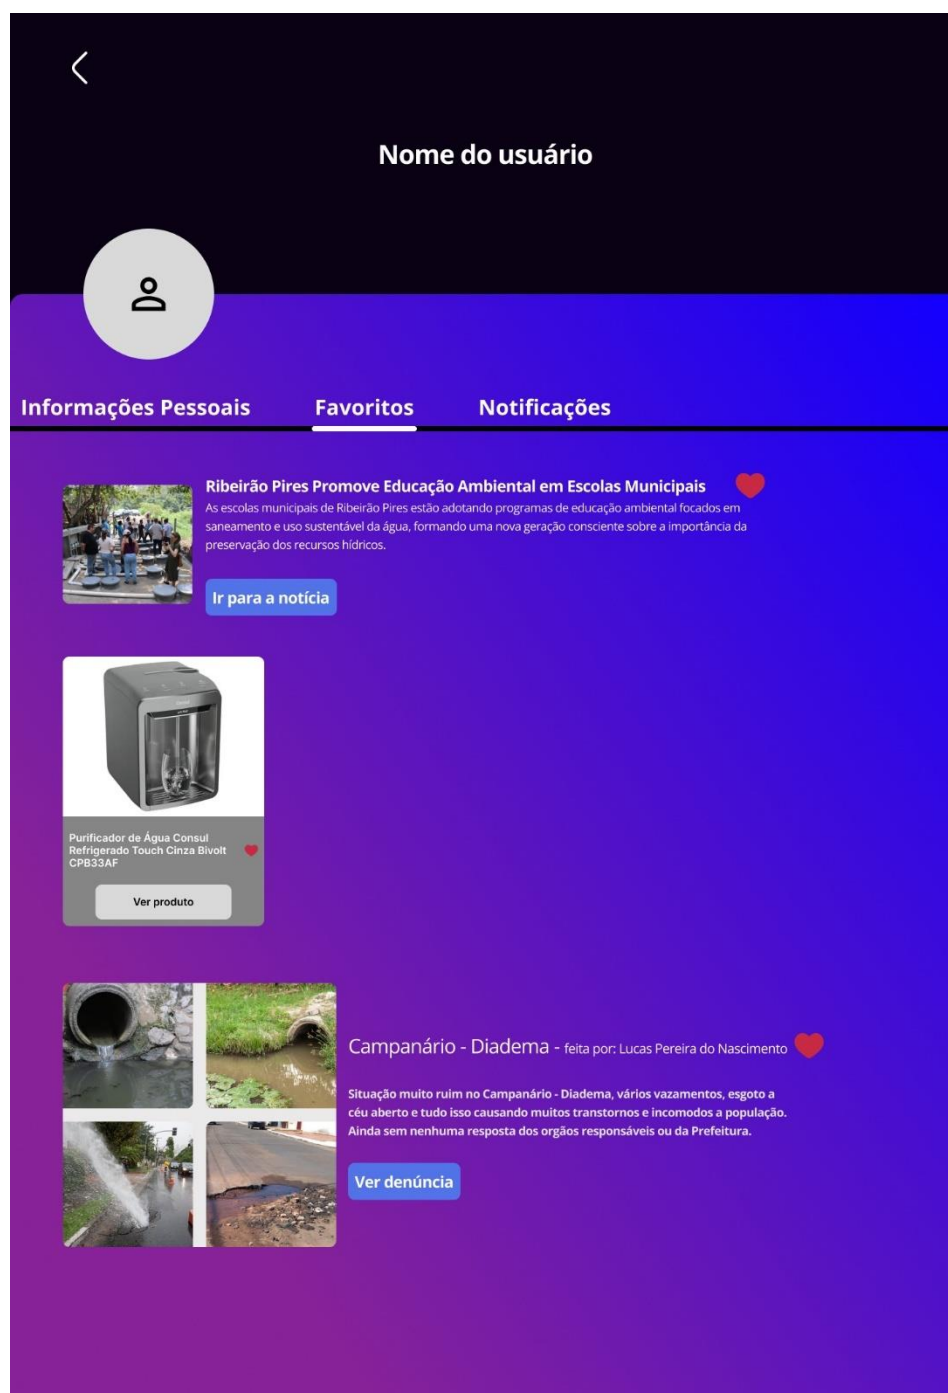 Nome do usuário
Informações Pessoais Favoritos Notificações
Ribeirão Pires Promove Educação Ambiental em Escolas Municipais
As escolas municipais de Ribeirão Pires estão adotando programas de educação ambiental focados em
saneamento e uso sustentável da água, formando uma nova geração consciente sobre a importância da
preservação dos recursos hídricos.
Ir para a notícia
Purificador de Água Consul
Refrigerado Touch Cinza Bivolt
CPB33AF
Ver produto
Campanário - Diadema - feita por: Lucas Pereira do Nascimento
Situação muito ruim no Campanário - Diadema, vários vazamentos, esgoto a
céu aberto e tudo isso causando muitos transtornos e incomodos a população.
Ainda sem nenhuma resposta dos orgãos responsáveis ou da Prefeitura.
Ver denúncia